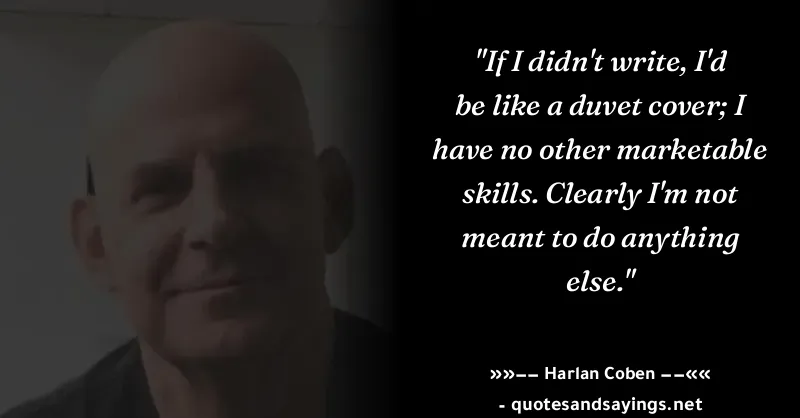 "If I didn't write, I'd
be like a duvet cover; I
have no other marketable
skills. Clearly I'm not
meant to do anything
else."
»»−− Harlan Coben −−««
- quotesandsayings.net